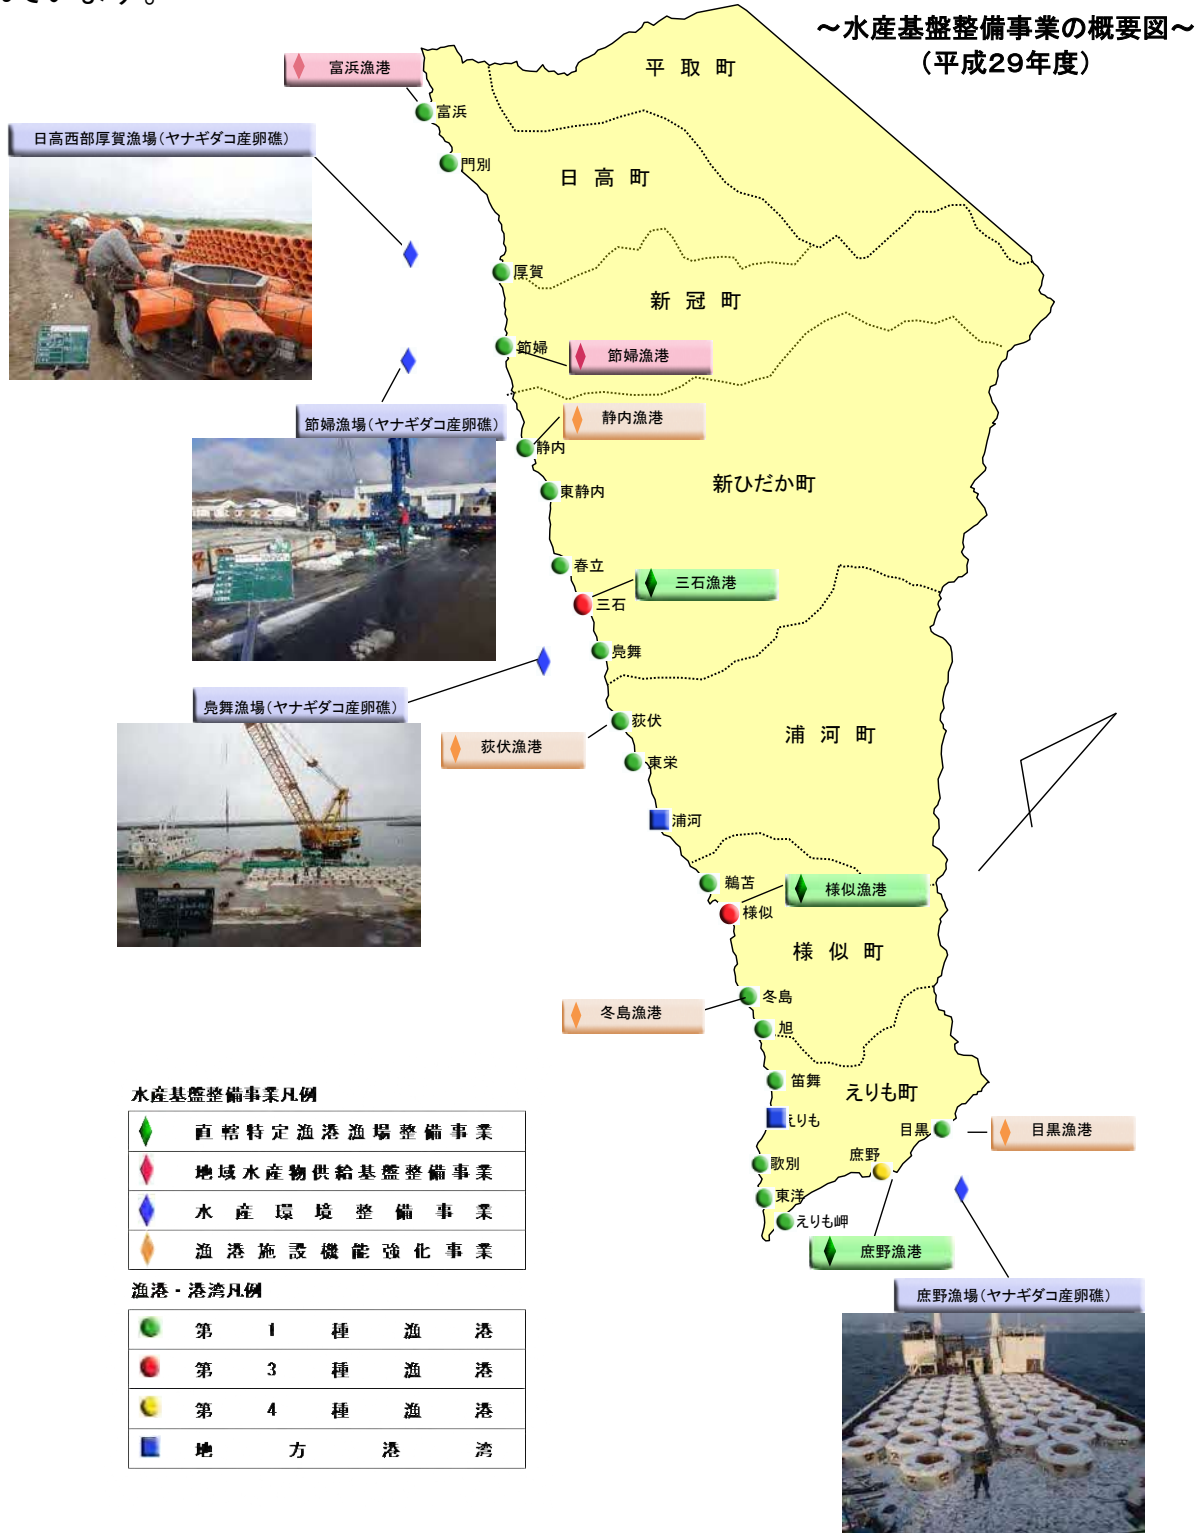 ています。
～水産基盤整備事業の概要図～
（平成29年度）
平取町
富浜漁港
富浜
日高西部厚賀漁場（ヤナギダコ産卵礁）
門別
日高町
厚賀
新冠町
節婦
節婦漁港
節婦漁場（ヤナギダコ産卵礁）
静内漁港
静内
新ひだか町
東静内
春立
三石漁港
三石
鳧舞
鳧舞漁場（ヤナギダコ産卵礁）
荻伏
荻伏漁港
浦河町
東栄
浦河
鵜苫
様似漁港
様似
様似町
冬島
冬島漁港
旭
笛舞
えりも町
えりも
目黒
目黒漁港
庶野
歌別
東洋
えりも岬
庶野漁港
庶野漁場（ヤナギダコ産卵礁）
水産基盤整備事業凡例
直轄特定漁港漁場整備事業
地域水産物供給基盤整備事業
水産環境整備事業
漁港施設機能強化事業
漁港・港湾凡例
第1種漁港
第3種漁港
第4種漁港
地方港湾